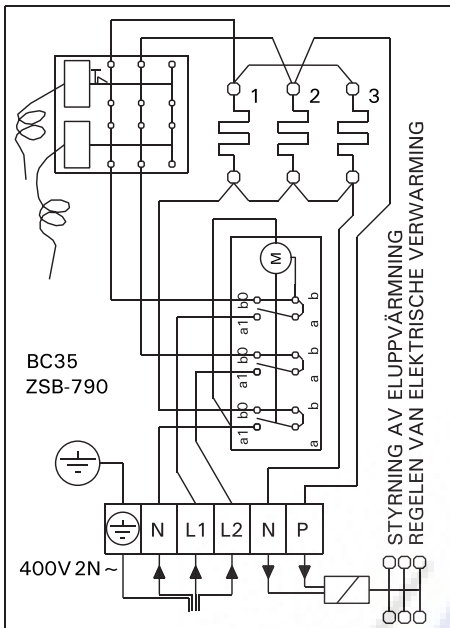 1 2 3
M
b0 b
a1 a
b0 b
a1 a
b0 b
a1 a
BC35
ZSB-790
STYRNING AV ELUPPVÄRMNING
REGELEN VAN ELEKTRISCHE VERWARMING
N L1 L2 N P
400V 2N~